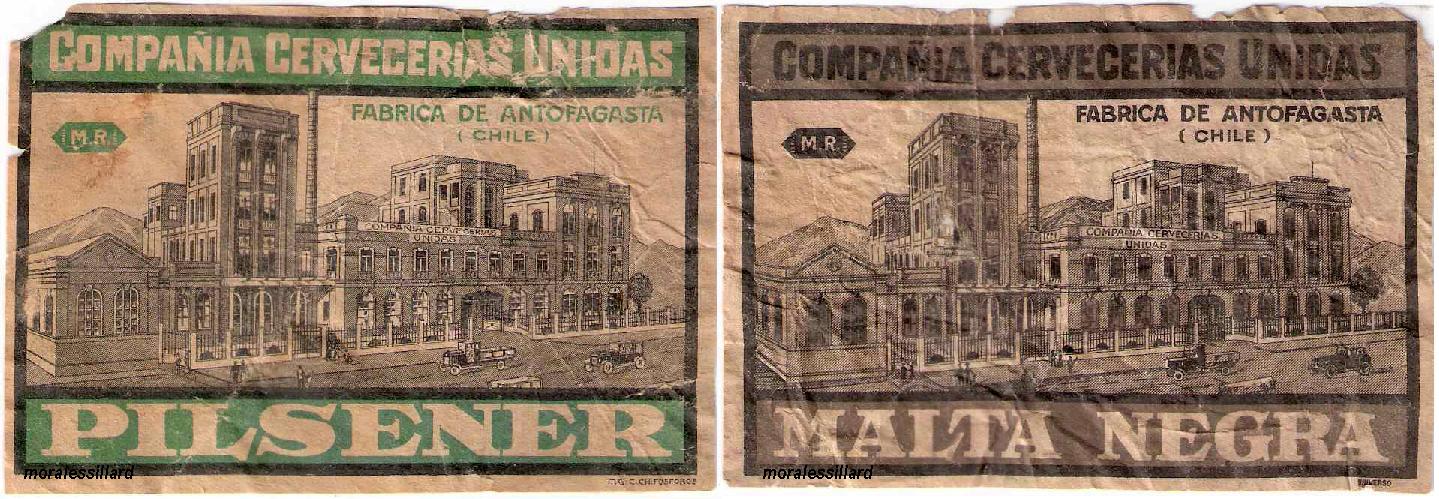 COMPAÑIA CERVECERIAS UNIDAS
FABRICA DE ANTOFAGASTA
( CHILE )
M.R.
COMPAÑIA CERVECERIAS
UNIDAS
PILSENER
moralessillard
COMPAÑIA CERVECERIAS UNIDAS
FABRICA DE ANTOFAGASTA
( CHILE )
M R
COMPAÑIA CERVECERIAS
UNIDAS
MALTA NEGRA
moralessillard